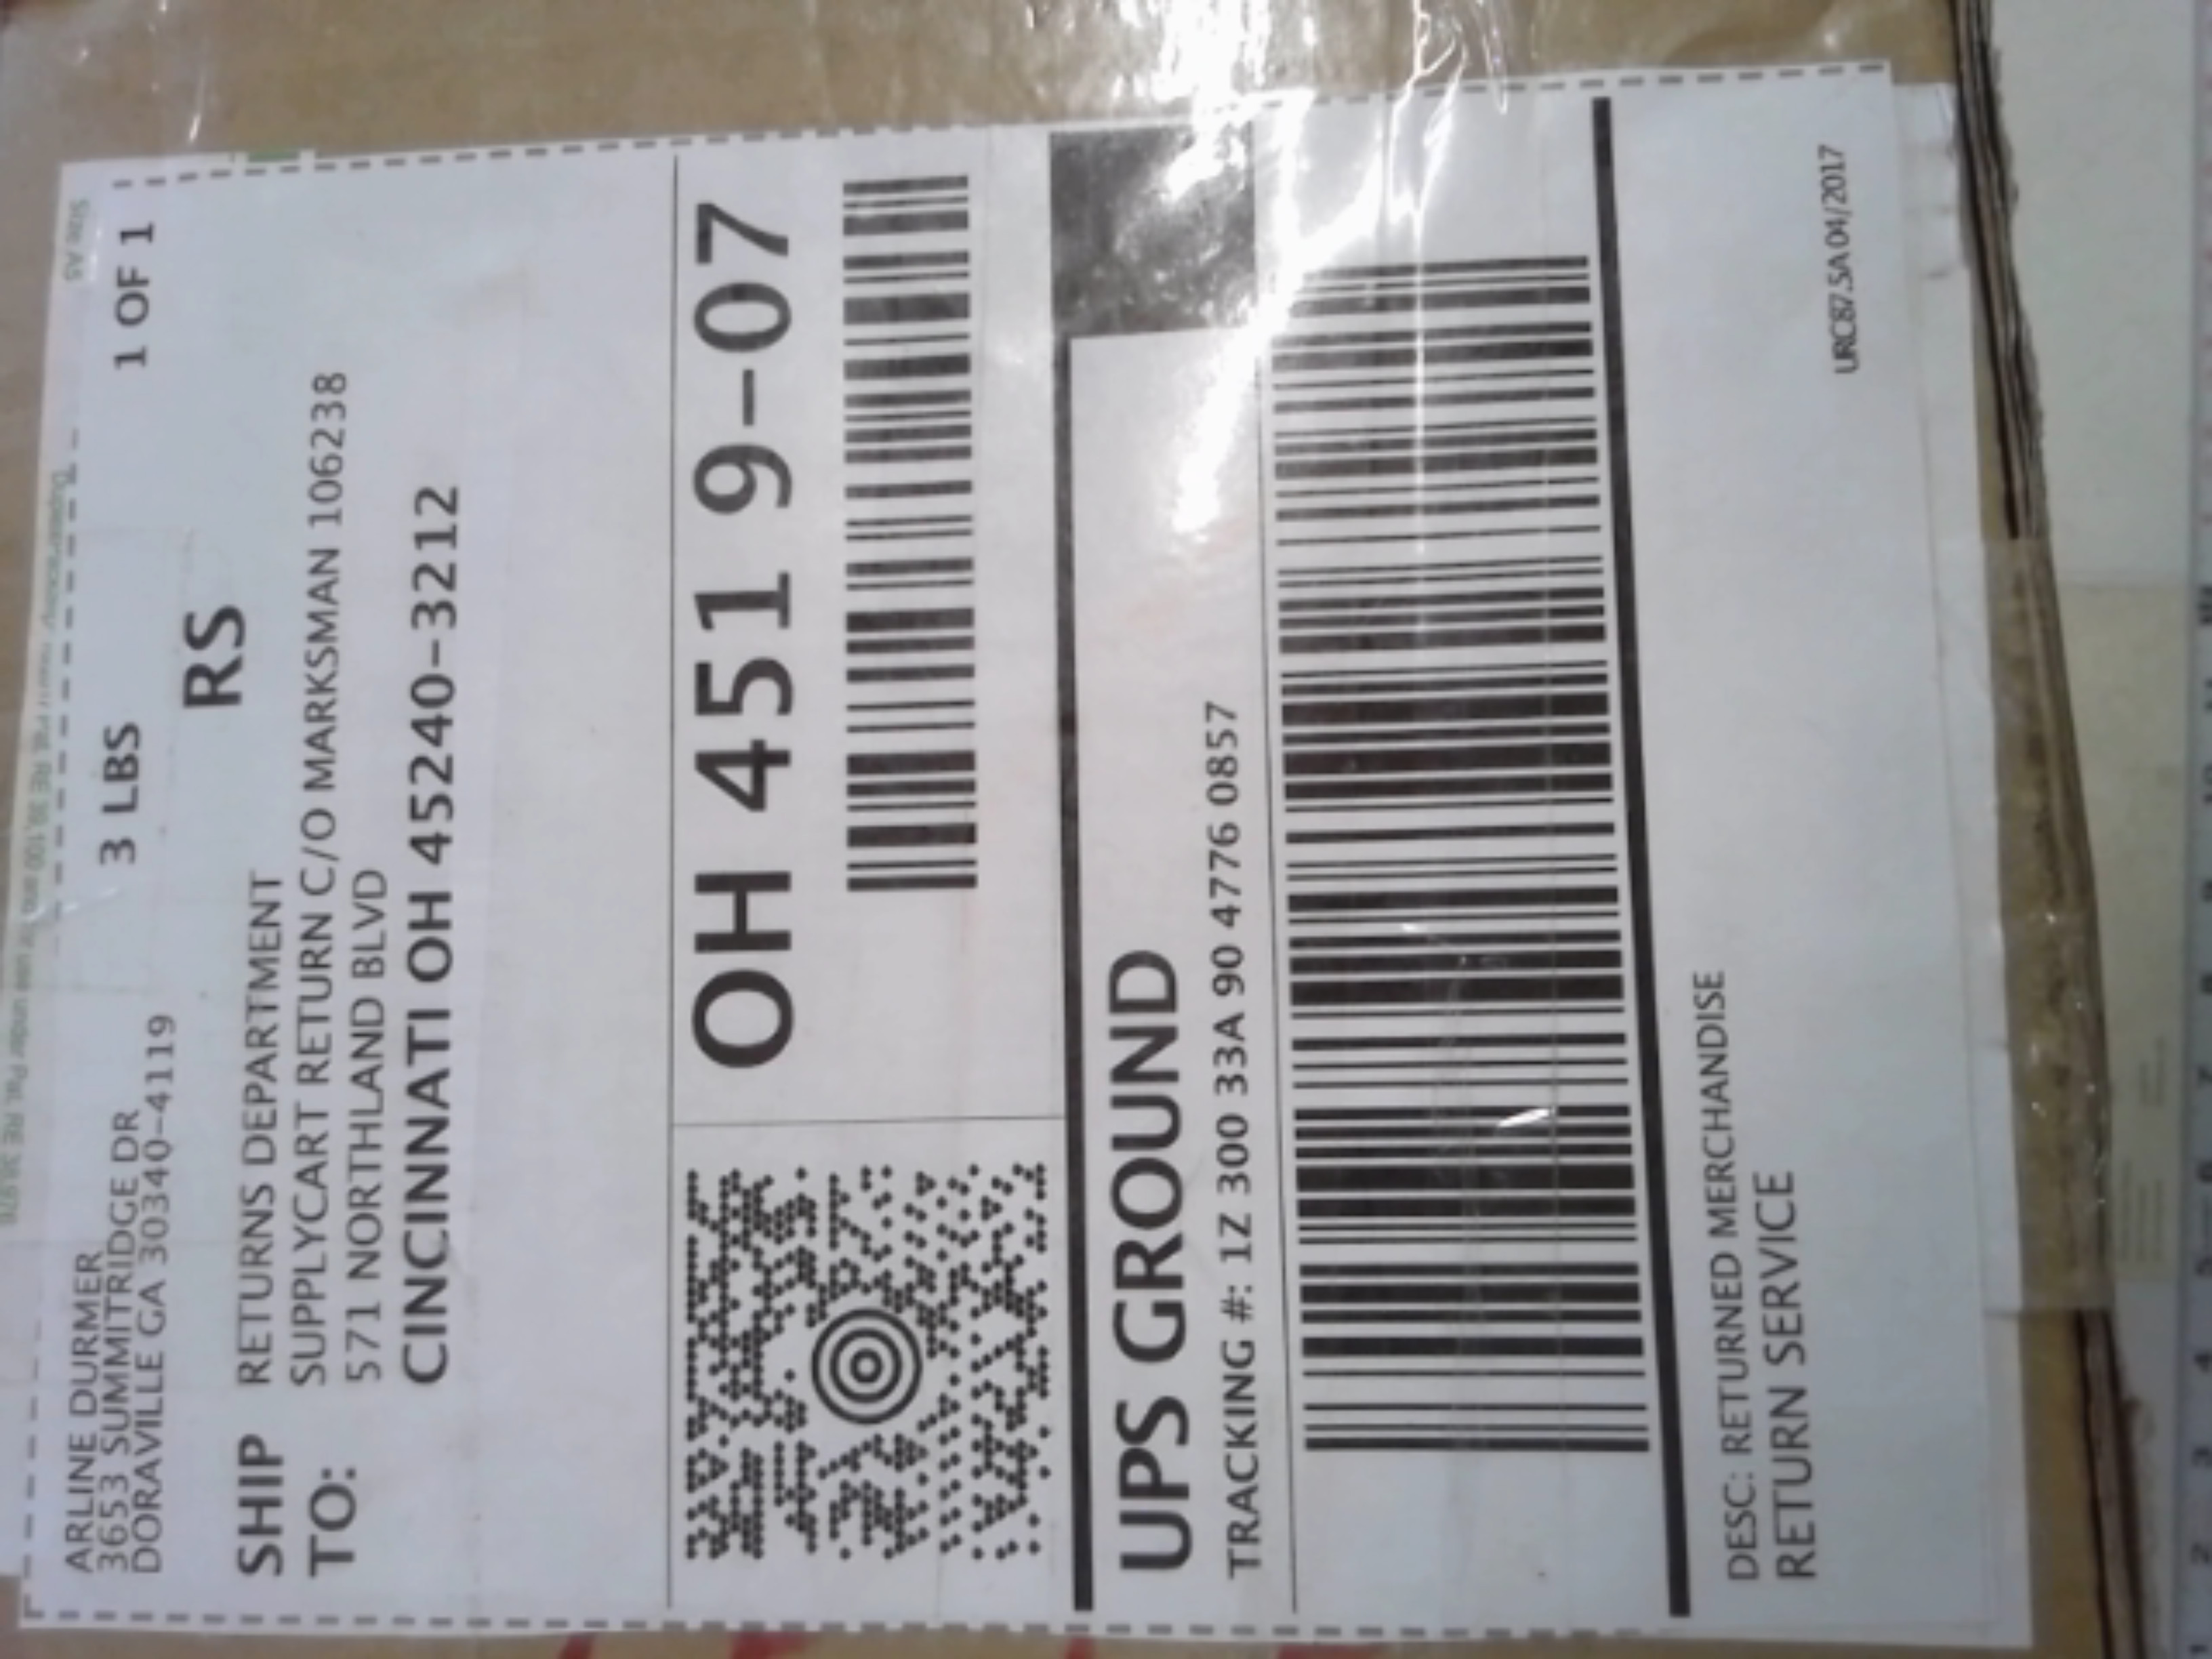 ARLINE DURMER
3653 SUMMITRIDGE DR
DORAVILLE GA 30340-4119
3 LBS
1 OF 1
RS
SHIP TO:
RETURNS DEPARTMENT
SUPPLYCART RETURN C/O MARKSMAN 106238
571 NORTHLAND BLVD
CINCINNATI OH 45240-3212
OH 451 9-07
UPS GROUND
TRACKING #: 1Z 300 33A 90 4776 0857
DESC: RETURNED MERCHANDISE
RETURN SERVICE
URC87.5A 04/2017